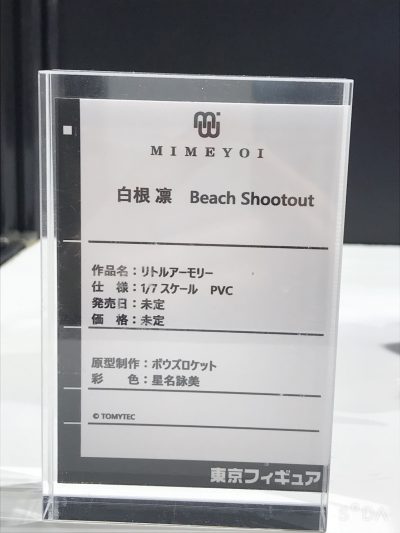 MIMEYOI
白根 凛 Beach Shootout
作品名：リトルアーモリー
仕 様：1/7 スケール PVC
発売日：未定
価 格：未定
原型制作：ボウズロケット
彩 色：星名詠美
© TOMYTEC
東京フィギュア